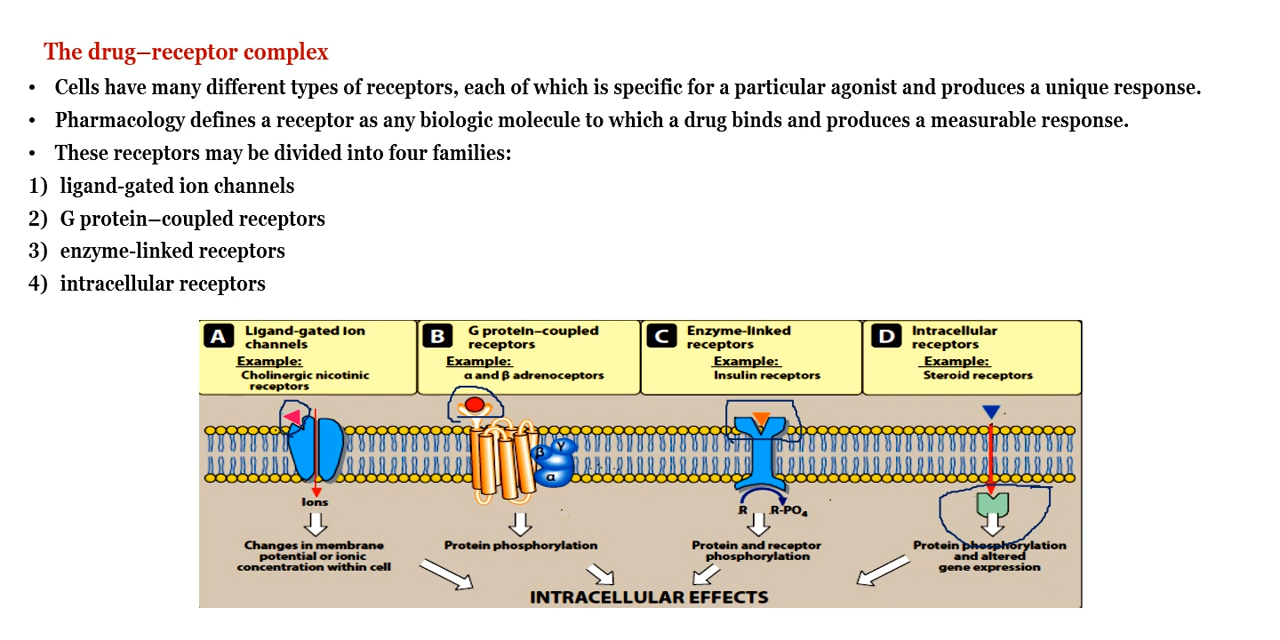 The drug–receptor complex
• Cells have many different types of receptors, each of which is specific for a particular agonist and produces a unique response.
• Pharmacology defines a receptor as any biologic molecule to which a drug binds and produces a measurable response.
• These receptors may be divided into four families:
1) ligand-gated ion channels
2) G protein–coupled receptors
3) enzyme-linked receptors
4) intracellular receptors
A Ligand-gated ion
channels
Example:
Cholinergic nicotinic
receptors
B G protein–coupled
receptors
Example:
α and β adrenoceptors
C Enzyme-linked
receptors
Example:
Insulin receptors
D Intracellular
receptors
Example:
Steroid receptors
β γ
α
Ions
R R-PO4
Changes in membrane
potential or ionic
concentration within cell
Protein phosphorylation
Protein and receptor
phosphorylation
Protein phosphorylation
and altered
gene expression
INTRACELLULAR EFFECTS